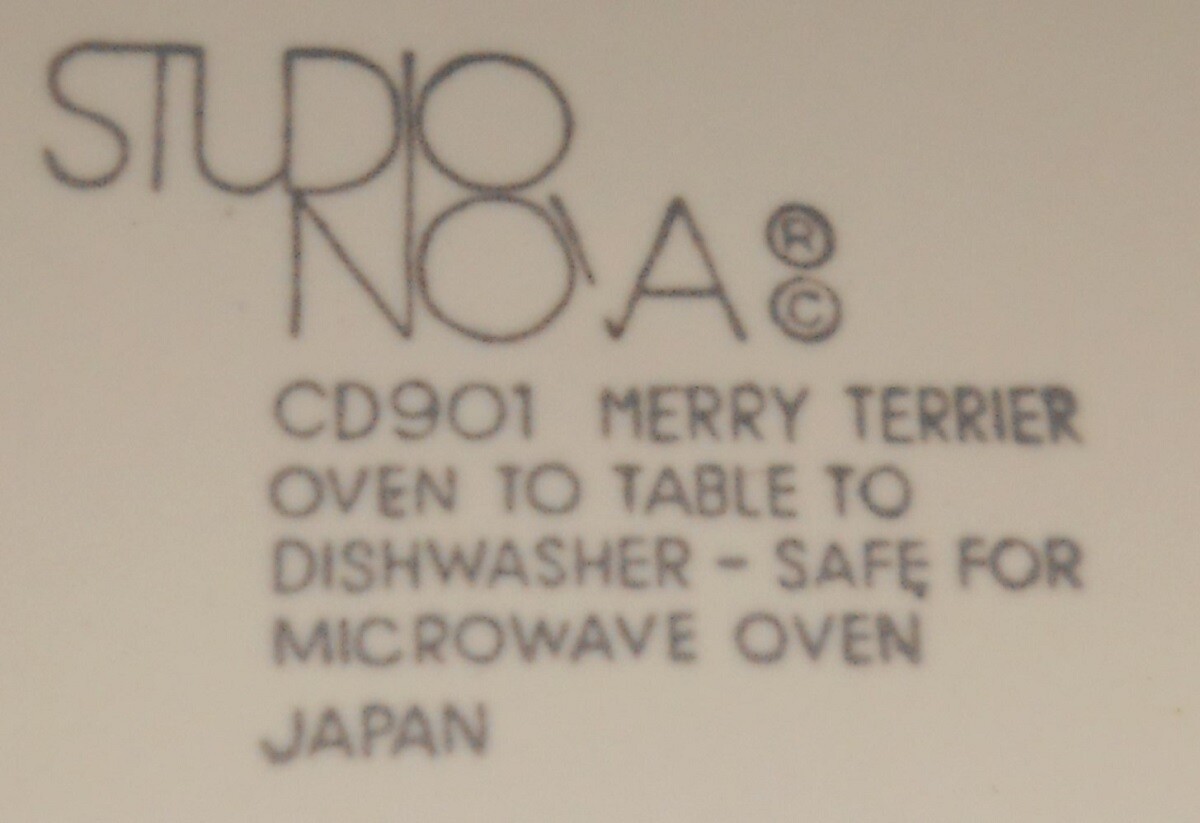 STUDIO
NOVA ®
©
CD901 MERRY TERRIER
OVEN TO TABLE TO
DISHWASHER - SAFE FOR
MICROWAVE OVEN
JAPAN